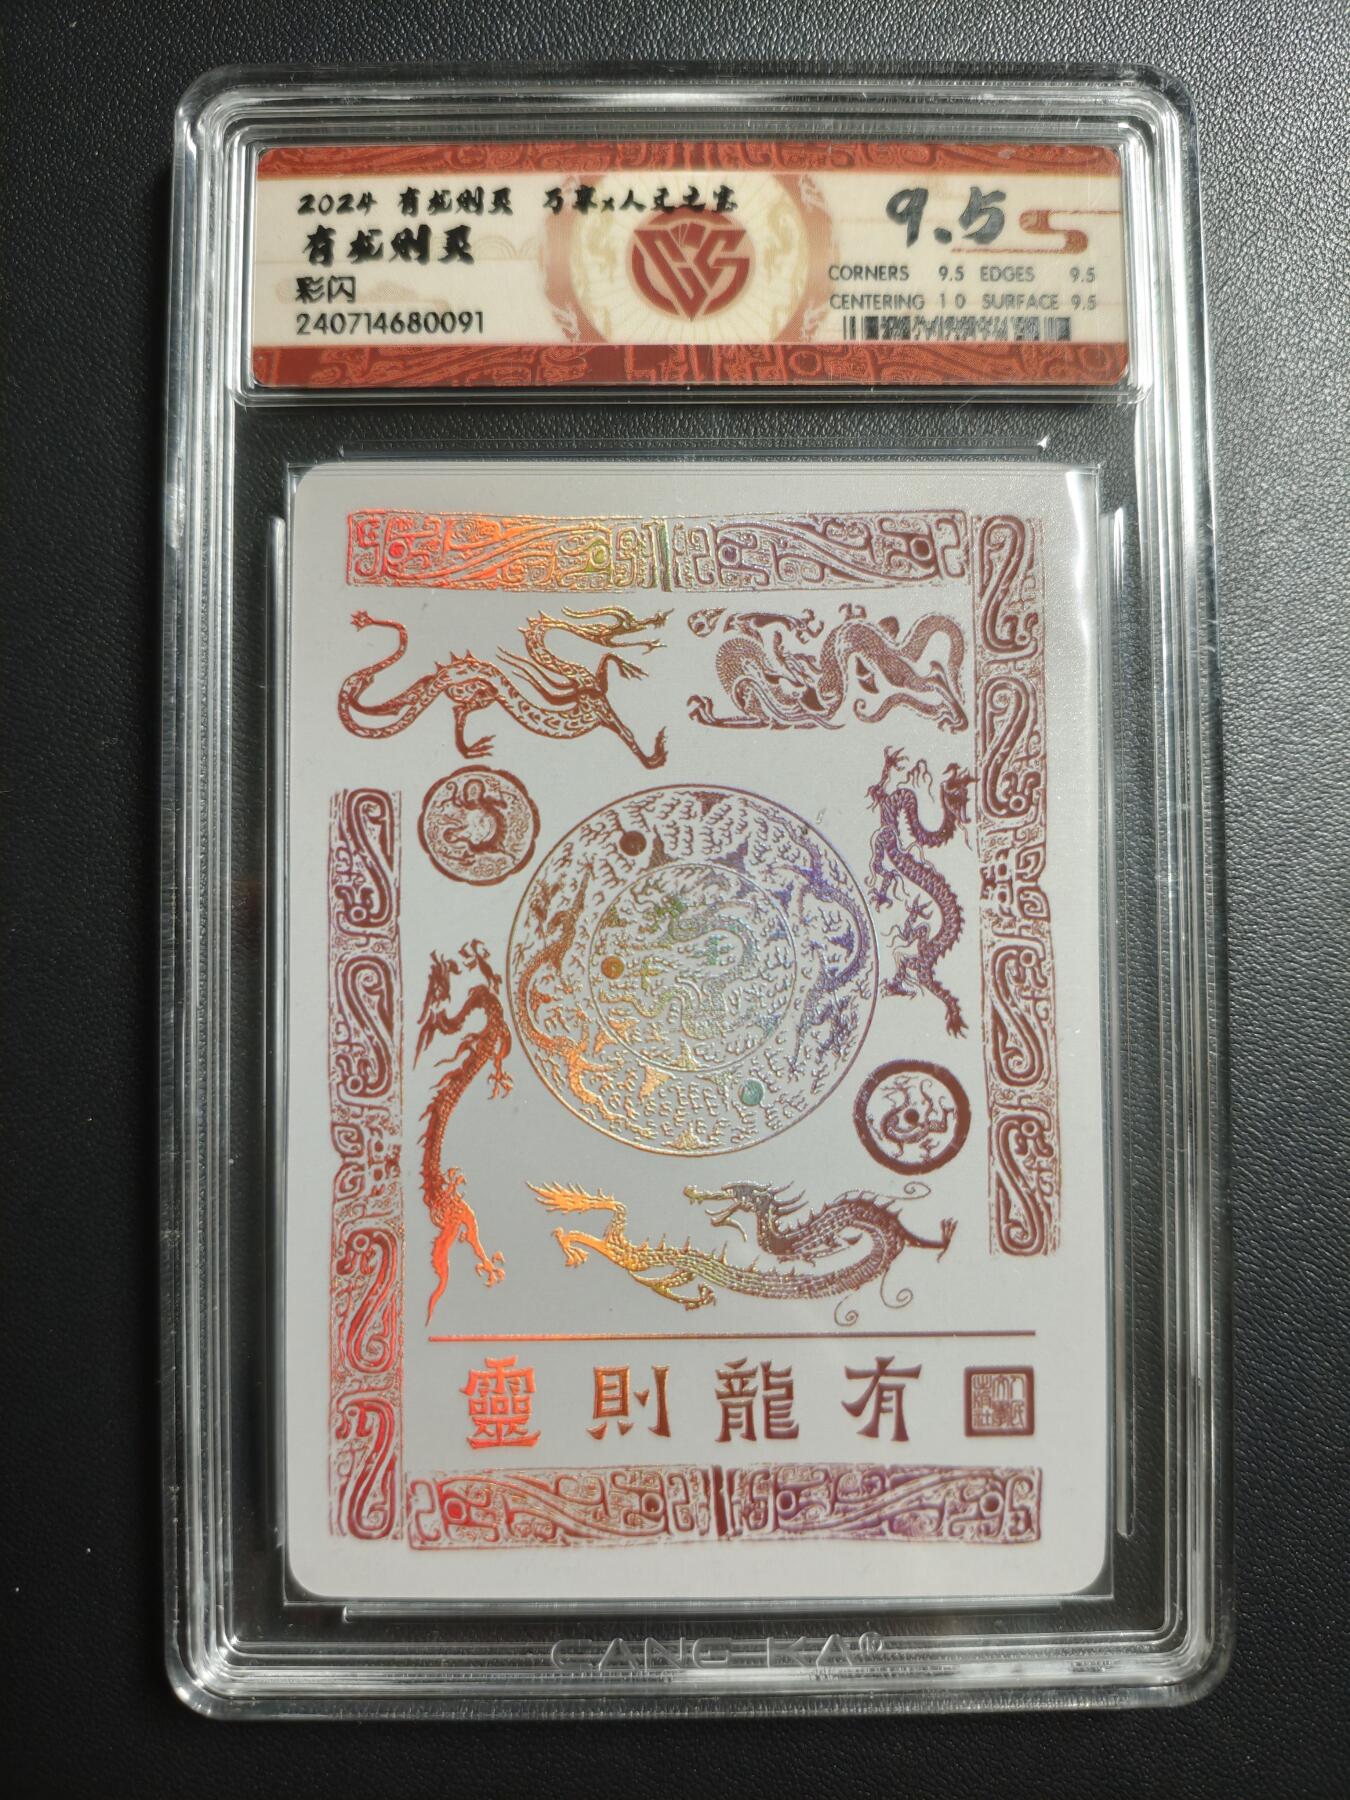 2024 有龙则灵 万享x人文之宝
有龙则灵
彩闪
240714680091
9.5
CORNERS 9.5 EDGES 9.5
CENTERING 10 SURFACE 9.5
有龍則靈
CANG KA®